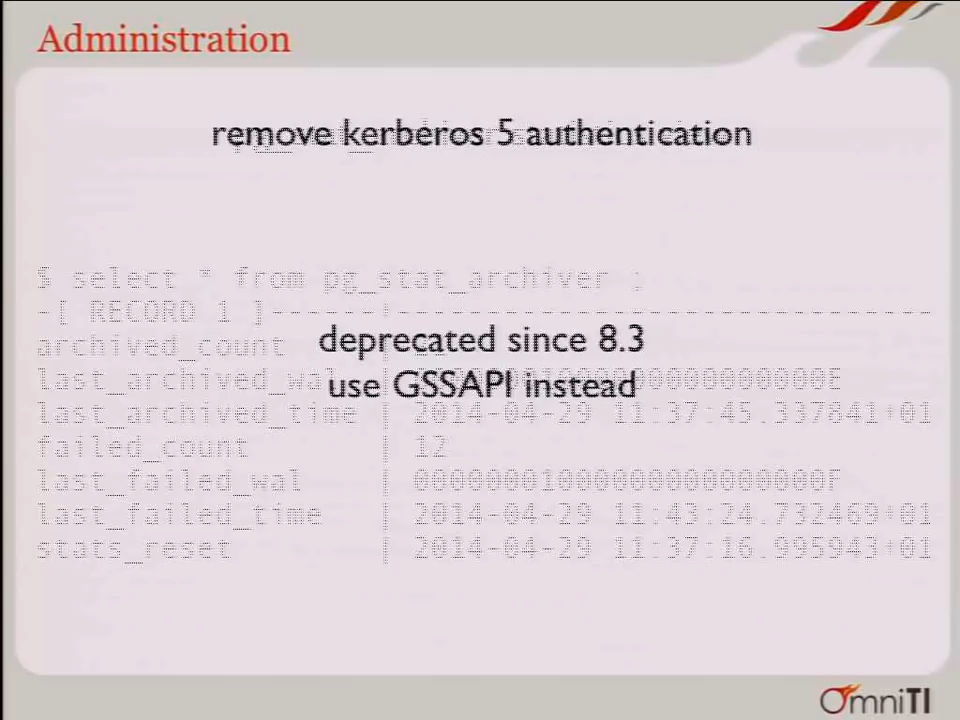 Administration
remove kerberos 5 authentication
$ select * from pg_stat_archiver ;
-[ RECORD 1 ]
archived_count
deprecated since 8.3
last_archived_wal
use GSSAPI instead
last_archived_time | 2014-04-29 11:37:45.337641+01
failed_count | 12
last_failed_wal |
last_failed_time | 2014-04-29 11:43:24.732469+01
stats_reset | 2014-04-29 11:37:16.995943+01
OmniTI